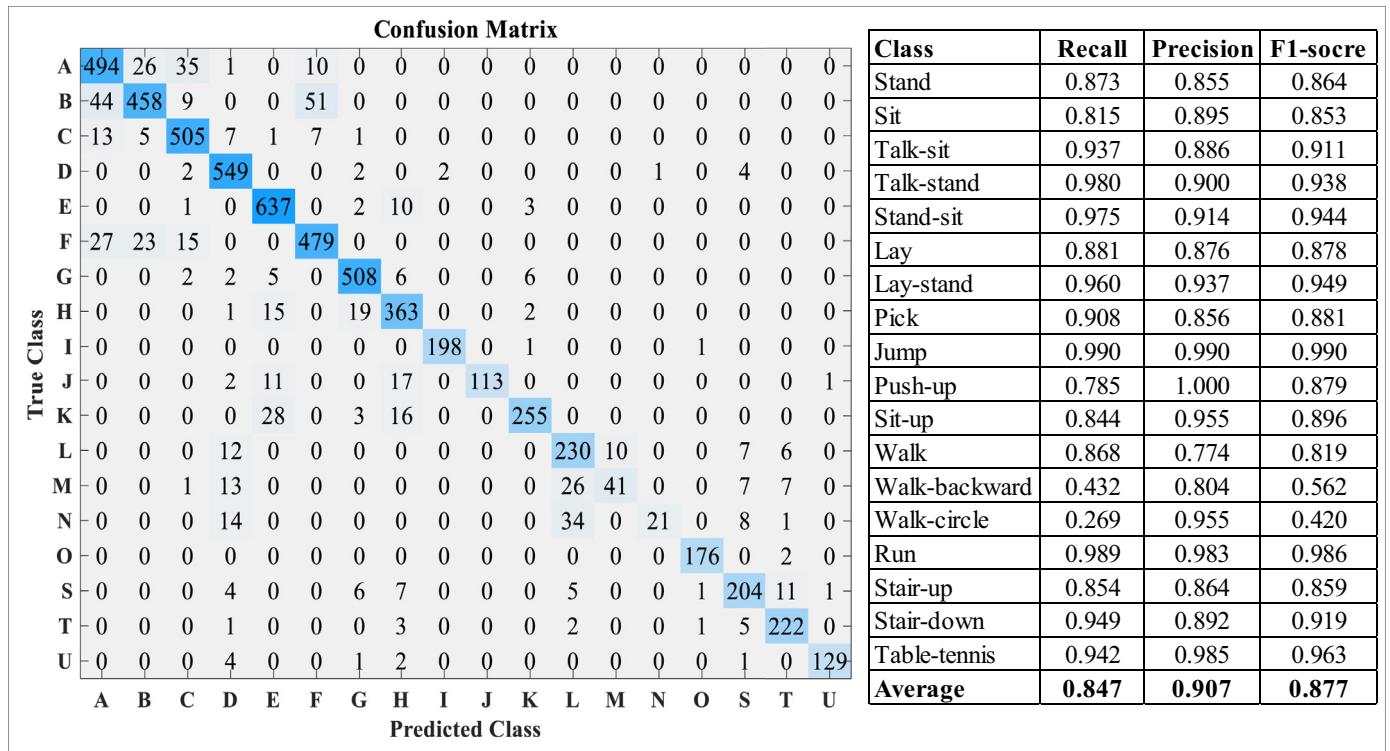 Confusion Matrix
A 494 26 35 1 0 10 0 0 0 0 0 0 0 0 0 0 0 0
B 44 458 9 0 0 51 0 0 0 0 0 0 0 0 0 0 0 0
C 13 5 505 7 1 7 1 0 0 0 0 0 0 0 0 0 0 0
D 0 0 2 549 0 0 2 0 2 0 0 0 0 1 0 4 0 0
E 0 0 1 0 637 0 2 10 0 0 3 0 0 0 0 0 0 0
F 27 23 15 0 0 479 0 0 0 0 0 0 0 0 0 0 0 0
G 0 0 2 2 5 0 508 6 0 0 6 0 0 0 0 0 0 0
H 0 0 0 1 15 0 19 363 0 0 2 0 0 0 0 0 0 0
I 0 0 0 0 0 0 0 0 198 0 1 0 0 0 1 0 0 0
J 0 0 0 2 11 0 0 17 0 113 0 0 0 0 0 0 0 1
K 0 0 0 0 28 0 3 16 0 0 255 0 0 0 0 0 0 0
L 0 0 0 12 0 0 0 0 0 0 0 230 10 0 0 7 6 0
M 0 0 1 13 0 0 0 0 0 0 0 26 41 0 0 7 7 0
N 0 0 0 14 0 0 0 0 0 0 0 34 0 21 0 8 1 0
O 0 0 0 0 0 0 0 0 0 0 0 0 0 0 176 0 2 0
S 0 0 0 4 0 0 6 7 0 0 0 5 0 0 1 204 11 1
T 0 0 0 1 0 0 0 3 0 0 0 2 0 0 1 5 222 0
U 0 0 0 4 0 0 1 2 0 0 0 0 0 0 0 1 0 129
A B C D E F G H I J K L M N O S T U
Predicted Class
True Class
Class Recall Precision F1-socre
Stand 0.873 0.855 0.864
Sit 0.815 0.895 0.853
Talk-sit 0.937 0.886 0.911
Talk-stand 0.980 0.900 0.938
Stand-sit 0.975 0.914 0.944
Lay 0.881 0.876 0.878
Lay-stand 0.960 0.937 0.949
Pick 0.908 0.856 0.881
Jump 0.990 0.990 0.990
Push-up 0.785 1.000 0.879
Sit-up 0.844 0.955 0.896
Walk 0.868 0.774 0.819
Walk-backward 0.432 0.804 0.562
Walk-circle 0.269 0.955 0.420
Run 0.989 0.983 0.986
Stair-up 0.854 0.864 0.859
Stair-down 0.949 0.892 0.919
Table-tennis 0.942 0.985 0.963
Average 0.847 0.907 0.877